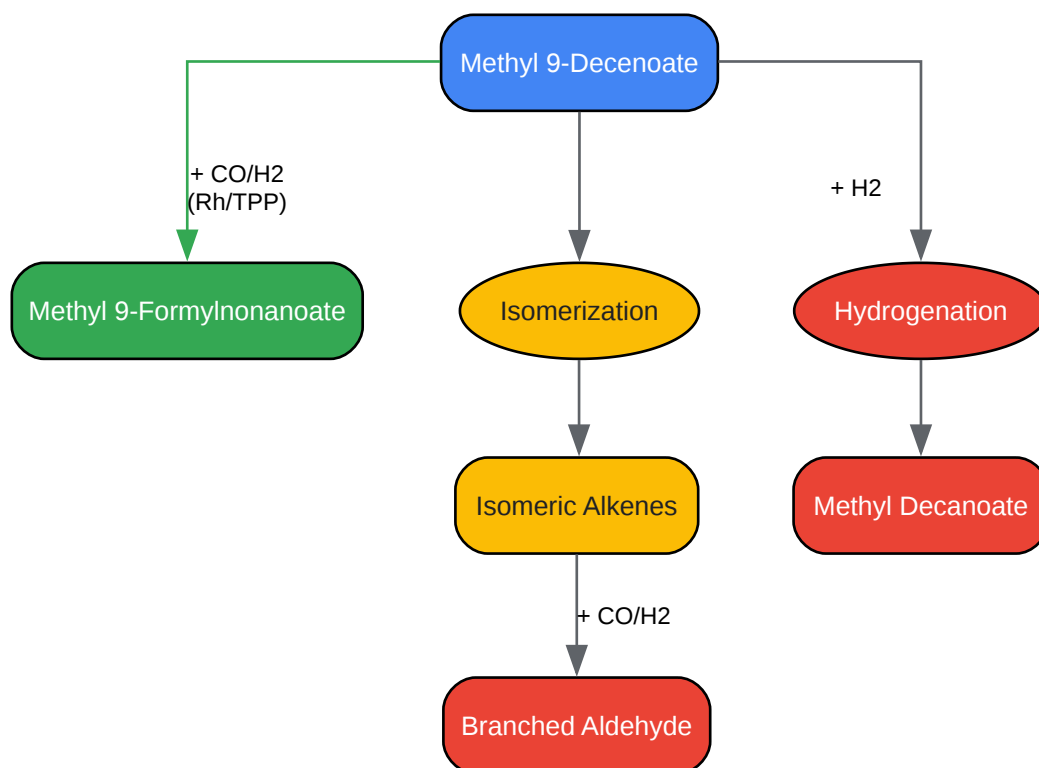 Methyl 9-Decenoate
+ CO/H2
(Rh/TPP)
+ H2
Methyl 9-Formylnonanoate
Isomerization
Hydrogenation
Isomeric Alkenes
Methyl Decanoate
+ CO/H2
Branched Aldehyde